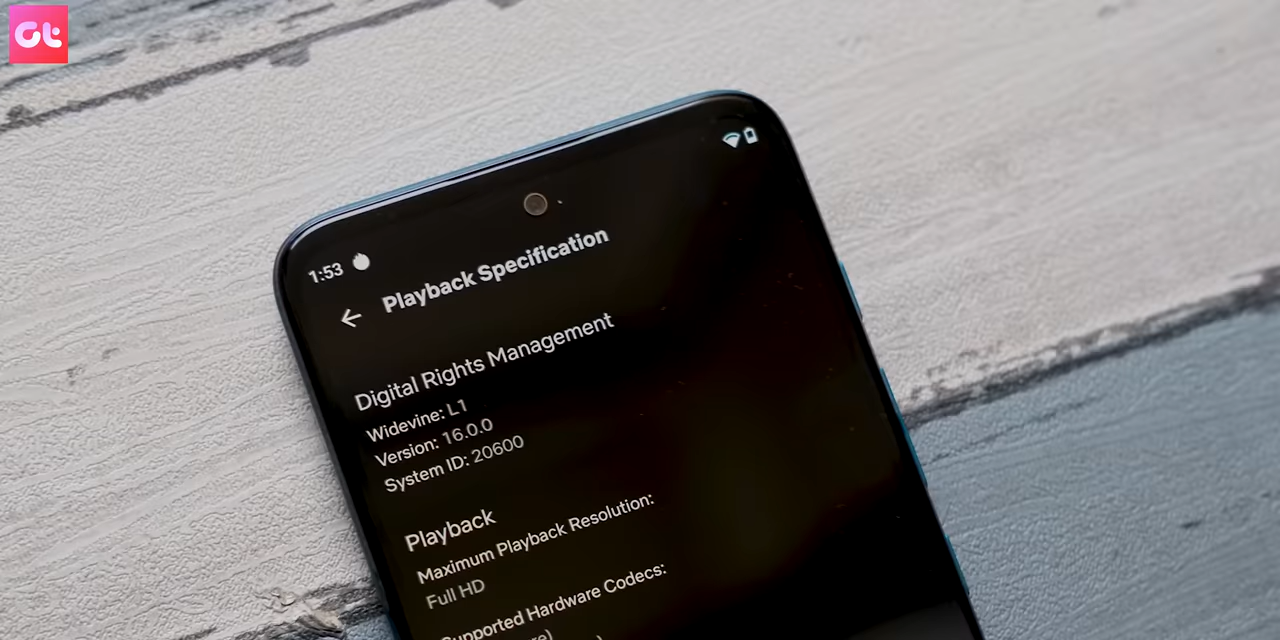 Gt
1:53
Playback Specification
Digital Rights Management
Widevine: L1
Version: 16.0.0
System ID: 20600
Playback
Maximum Playback Resolution:
Full HD
Supported Hardware Codecs: